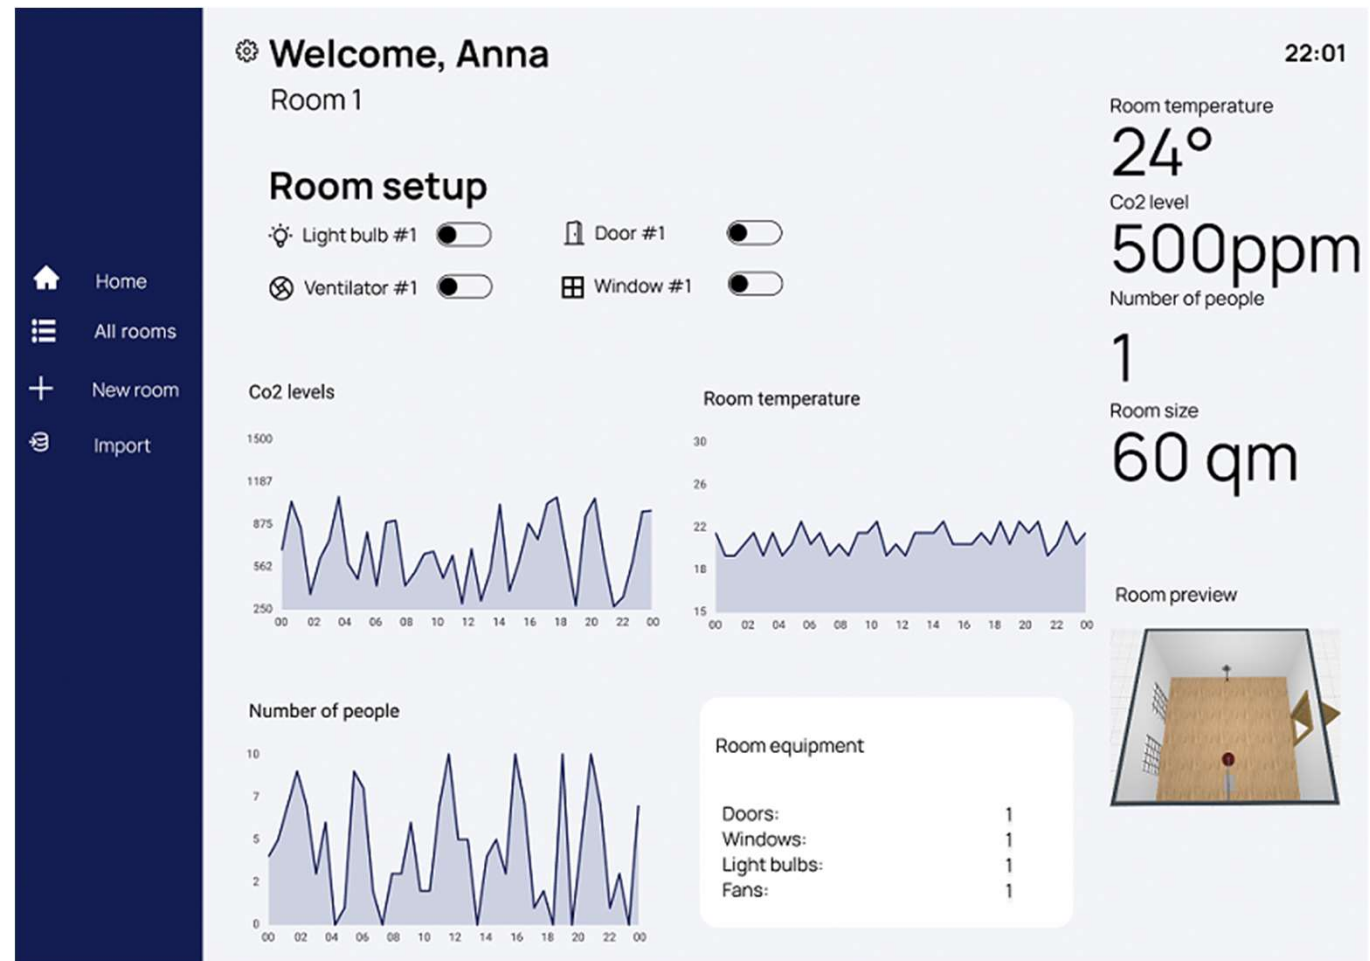 Welcome, Anna
22:01
Room 1
Room setup
Light bulb #1
Door #1
Ventilator #1
Window #1
Home
All rooms
New room
Import
Room temperature
24°
Co2 level
500ppm
Number of people
1
Room size
60 qm
Co2 levels
1500
1187
875
562
250
00 02 04 06 08 10 12 14 16 18 20 22 00
Room temperature
30
26
22
18
15
00 02 04 06 08 10 12 14 16 18 20 22 00
Room preview
Number of people
10
7
5
2
0
00 02 04 06 08 10 12 14 16 18 20 22 00
Room equipment
Doors: 1
Windows: 1
Light bulbs: 1
Fans: 1